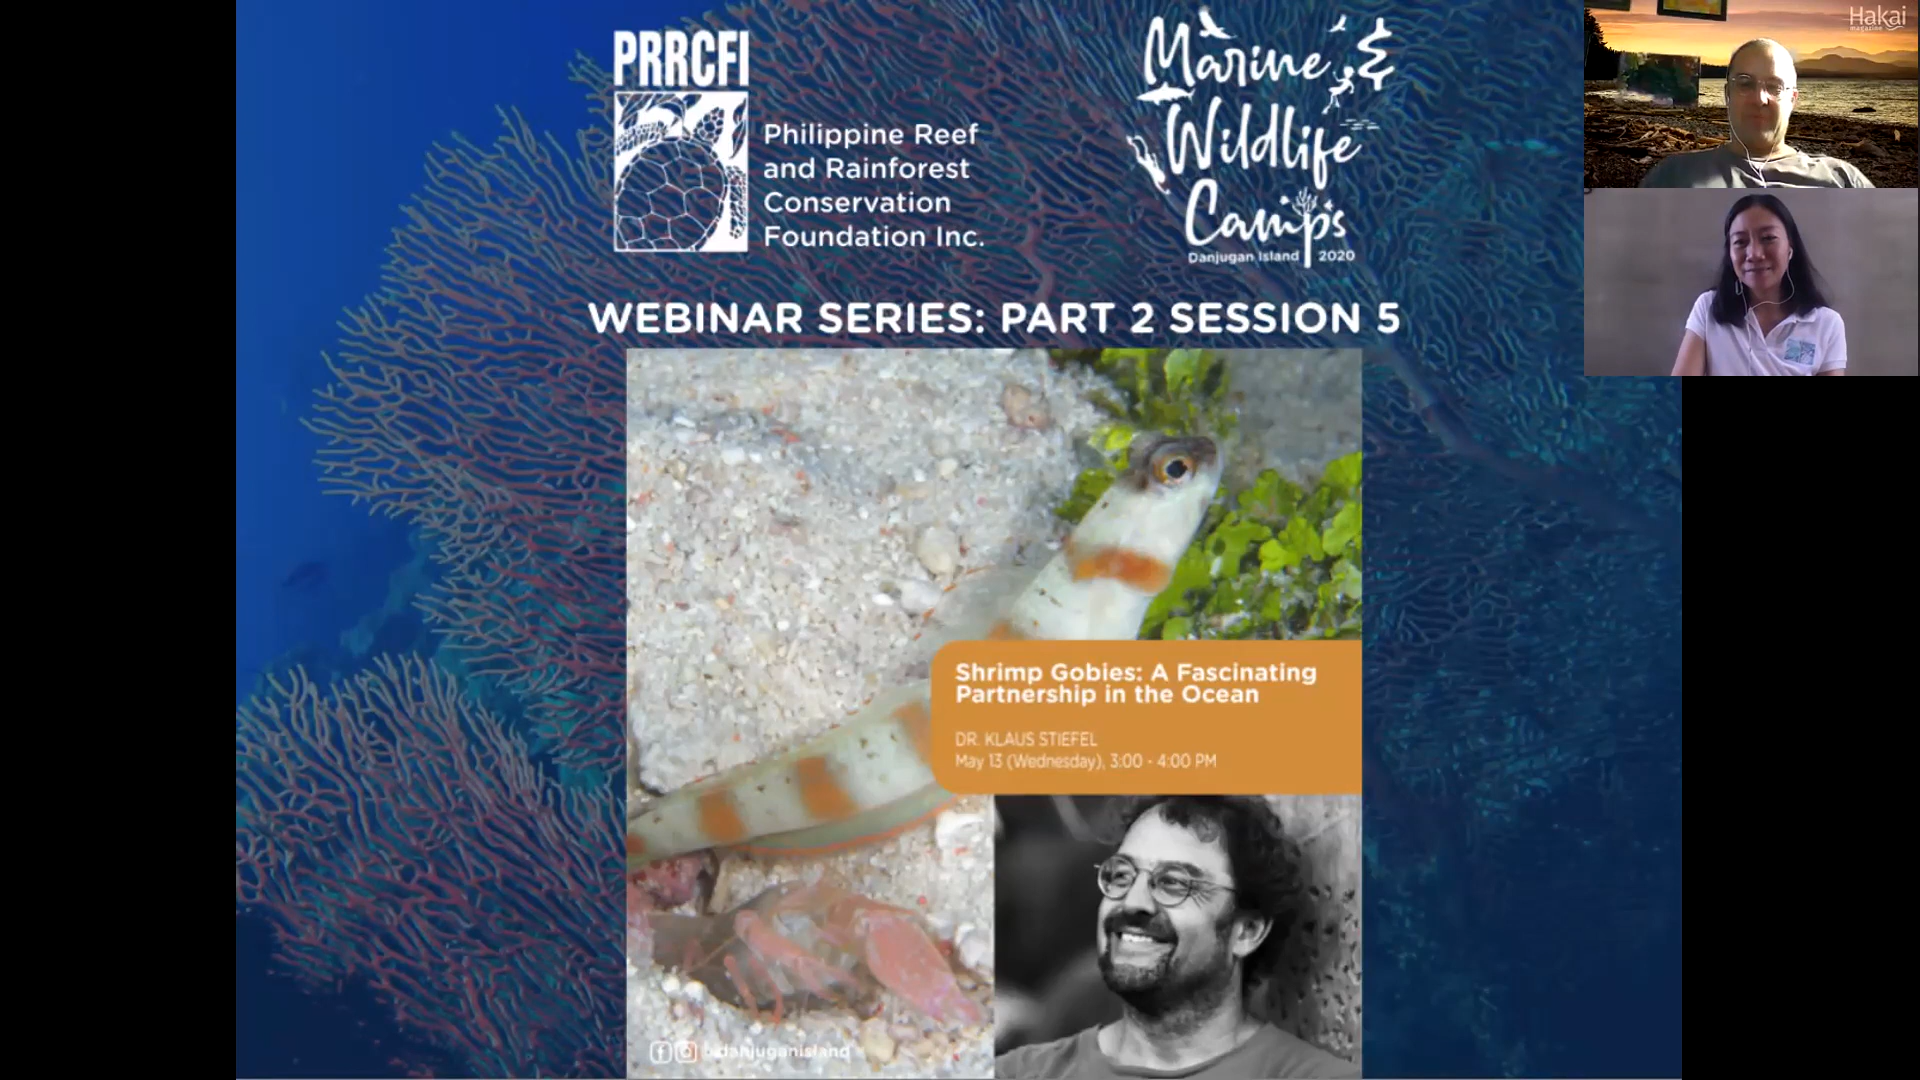 PRRCFI
Philippine Reef
and Rainforest
Conservation
Foundation Inc.
Marine &
Wildlife
Camps
Danjugan Island | 2020
WEBINAR SERIES: PART 2 SESSION 5
Shrimp Gobies: A Fascinating
Partnership in the Ocean
DR. KLAUS STIEFEL
May 13 (Wednesday), 3:00 - 4:00 PM
danjuganisland
Hakai
magazine